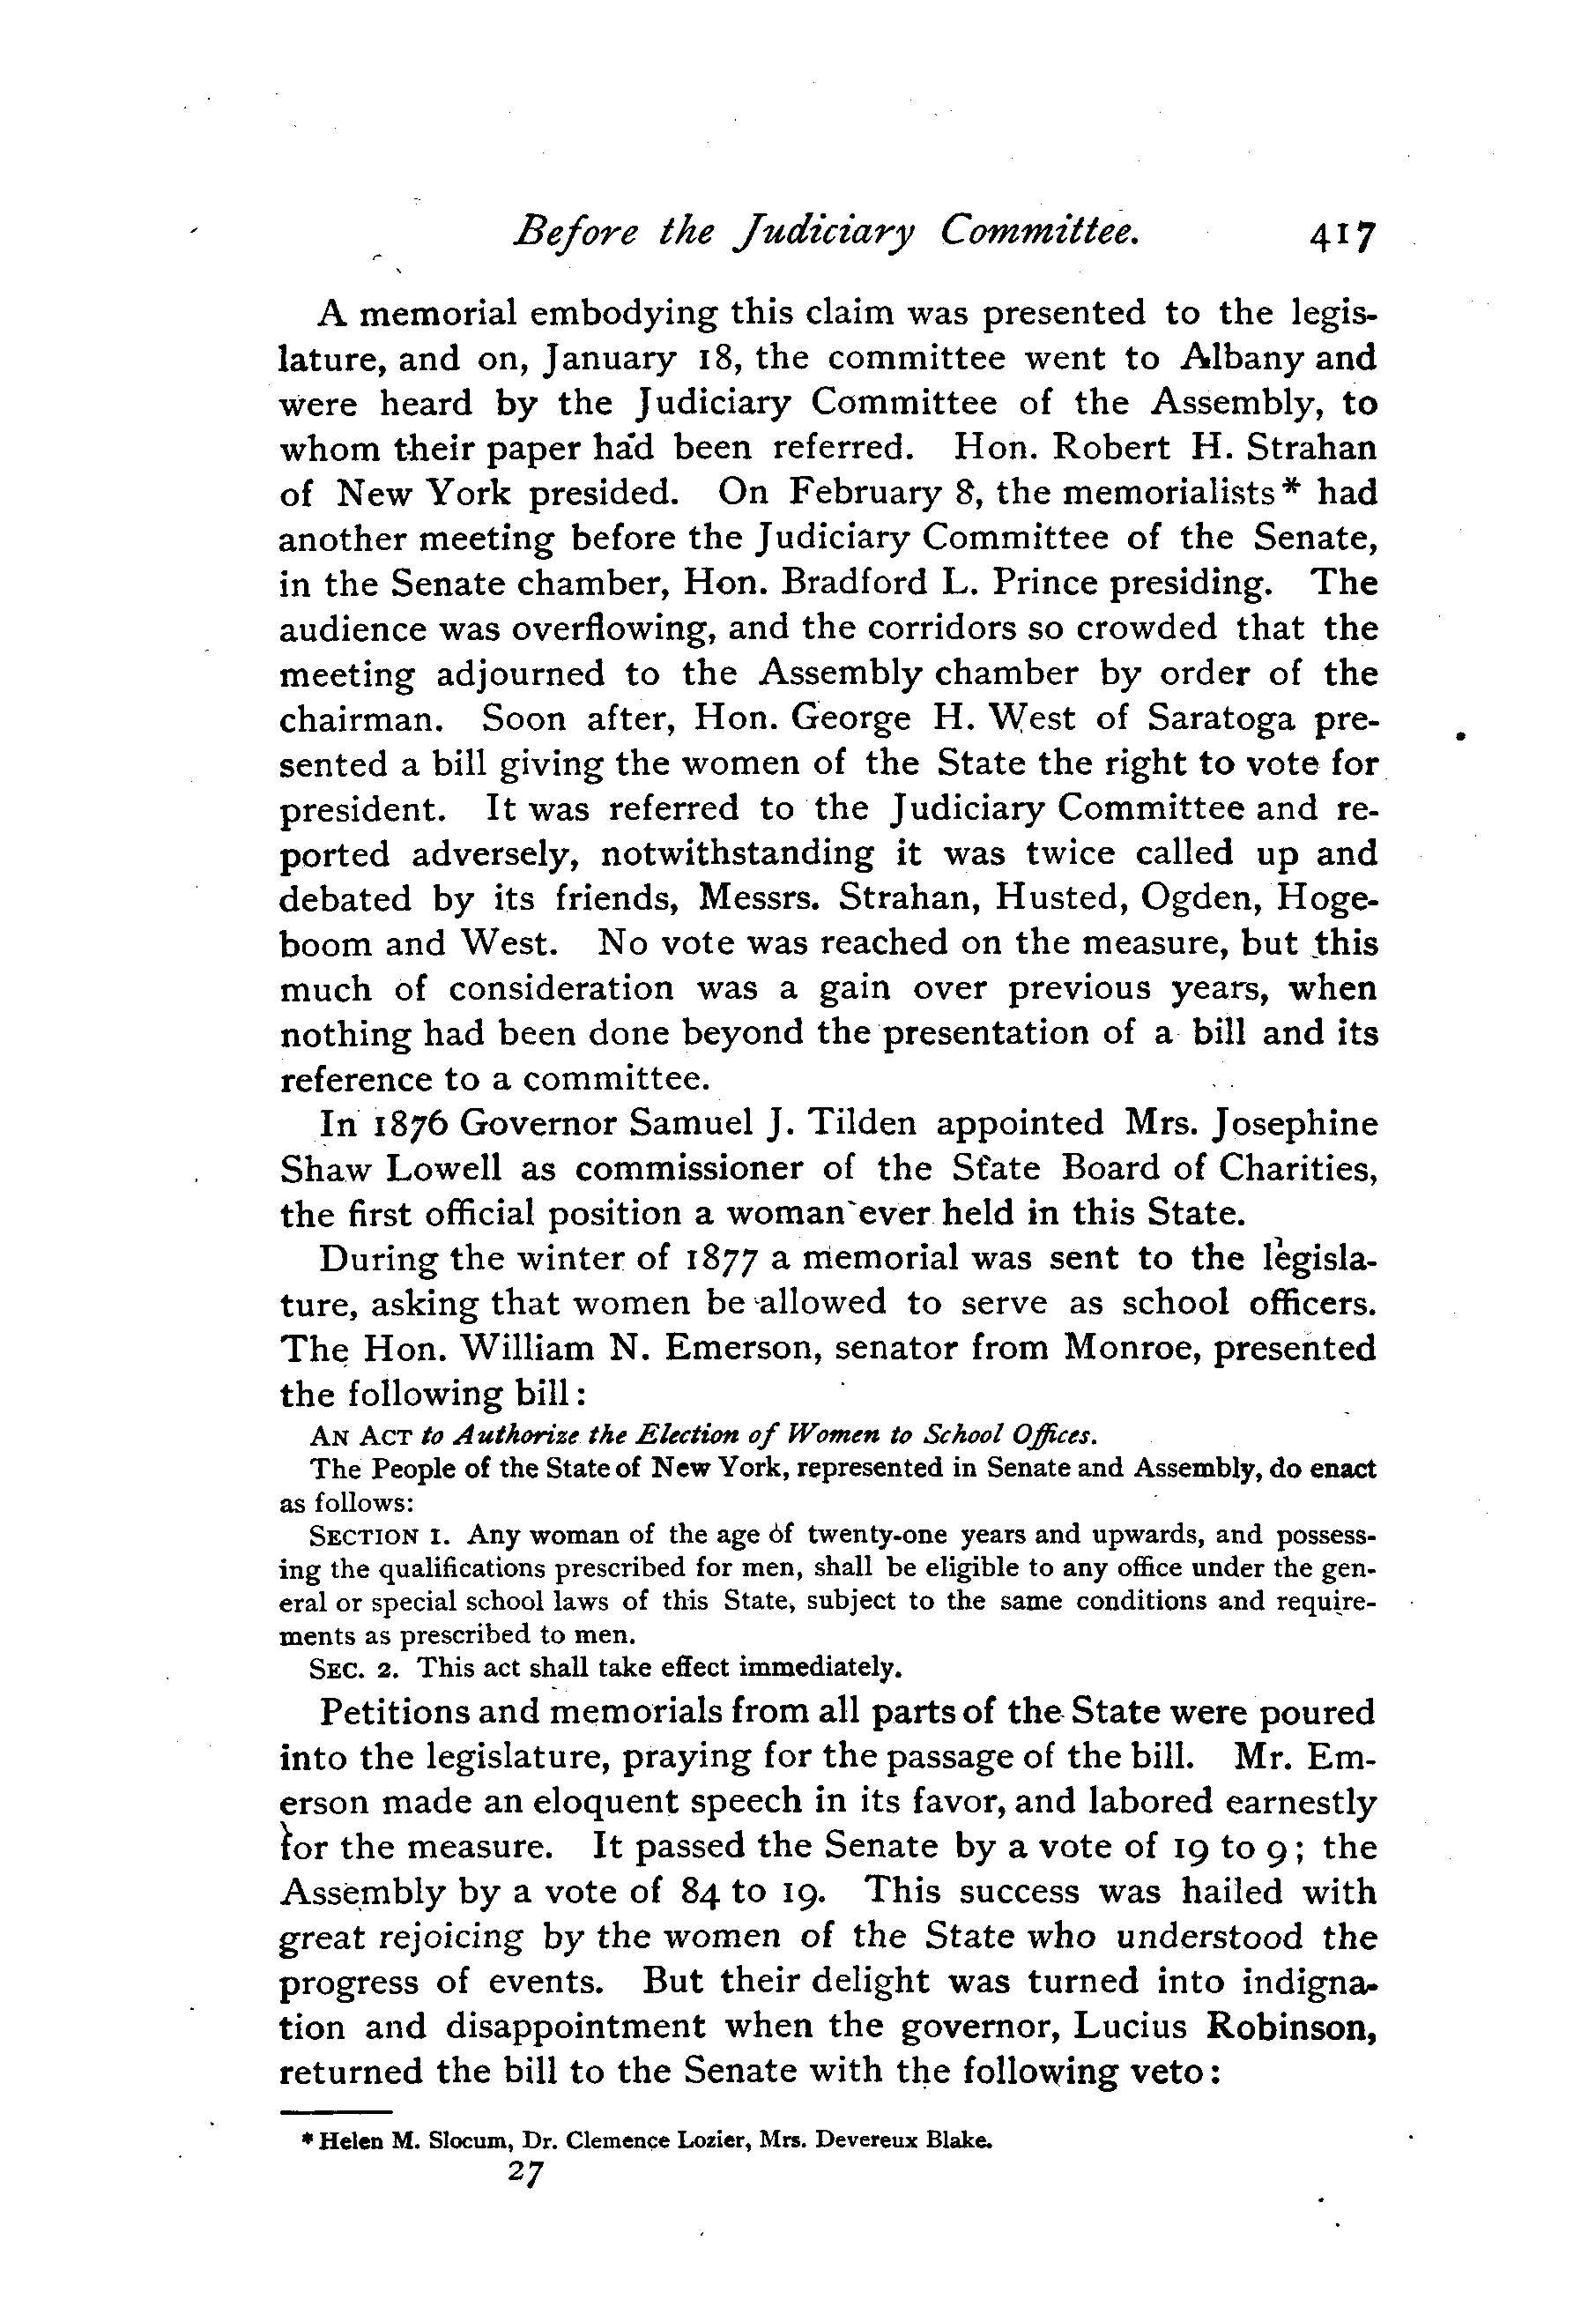 Before the Judiciary Committee. 417
A memorial embodying this claim was presented to the legis-
lature, and on, January 18, the committee went to Albany and
were heard by the Judiciary Committee of the Assembly, to
whom their paper had been referred. Hon. Robert H. Strahan
of New York presided. On February 8, the memorialists* had
another meeting before the Judiciary Committee of the Senate,
in the Senate chamber, Hon. Bradford L. Prince presiding. The
audience was overflowing, and the corridors so crowded that the
meeting adjourned to the Assembly chamber by order of the
chairman. Soon after, Hon. George H. West of Saratoga pre-
sented a bill giving the women of the State the right to vote for
president. It was referred to the Judiciary Committee and re-
ported adversely, notwithstanding it was twice called up and
debated by its friends, Messrs. Strahan, Husted, Ogden, Hoge-
boom and West. No vote was reached on the measure, but this
much of consideration was a gain over previous years, when
nothing had been done beyond the presentation of a bill and its
reference to a committee.
In 1876 Governor Samuel J. Tilden appointed Mrs. Josephine
Shaw Lowell as commissioner of the State Board of Charities,
the first official position a woman ever held in this State.
During the winter of 1877 a memorial was sent to the legisla-
ture, asking that women be allowed to serve as school officers.
The Hon. William N. Emerson, senator from Monroe, presented
the following bill:
AN ACT to Authorize the Election of Women to School Offices.
The People of the State of New York, represented in Senate and Assembly, do enact
as follows:
SECTION 1. Any woman of the age of twenty-one years and upwards, and possess-
ing the qualifications prescribed for men, shall be eligible to any office under the gen-
eral or special school laws of this State, subject to the same conditions and require-
ments as prescribed to men.
SEC. 2. This act shall take effect immediately.
Petitions and memorials from all parts of the State were poured
into the legislature, praying for the passage of the bill. Mr. Em-
erson made an eloquent speech in its favor, and labored earnestly
for the measure. It passed the Senate by a vote of 19 to 9; the
Assembly by a vote of 84 to 19. This success was hailed with
great rejoicing by the women of the State who understood the
progress of events. But their delight was turned into indigna-
tion and disappointment when the governor, Lucius Robinson,
returned the bill to the Senate with the following veto:
* Helen M. Slocum, Dr. Clemence Lozier, Mrs. Devereux Blake.
27